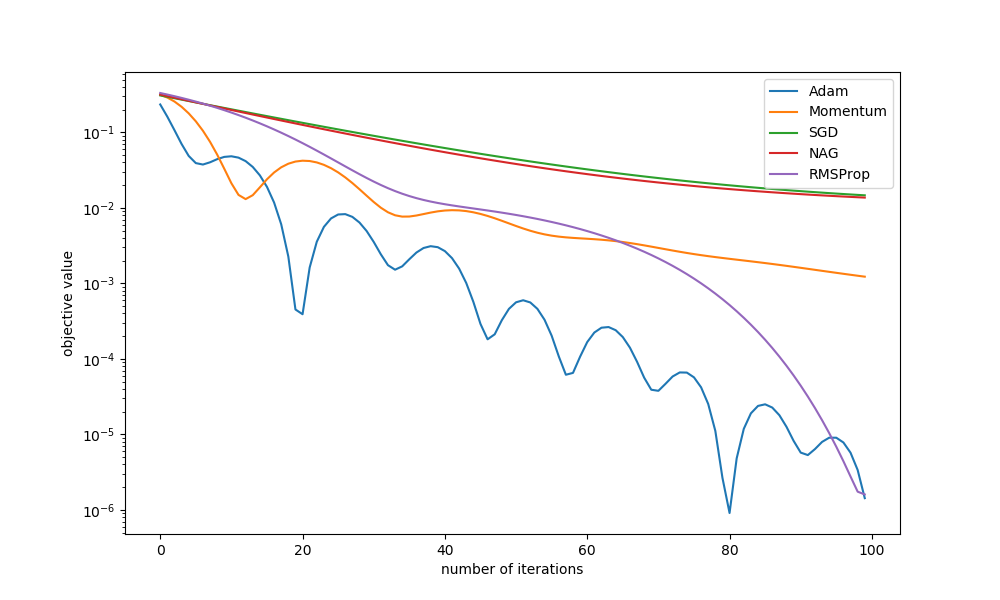 Adam
Momentum
SGD
NAG
RMSProp
objective value
10⁻¹
10⁻²
10⁻³
10⁻⁴
10⁻⁵
10⁻⁶
0 20 40 60 80 100
number of iterations